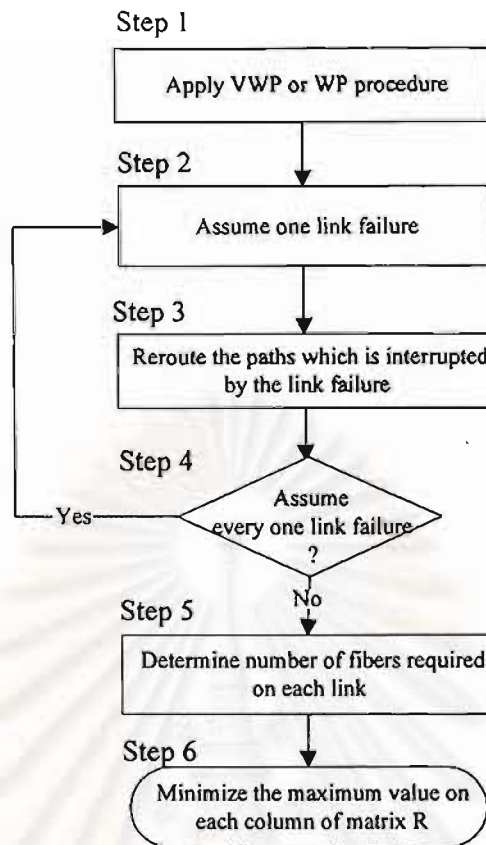 Step 1
Apply VWP or WP procedure
Step 2
Assume one link failure
Step 3
Reroute the paths which is interrupted
by the link failure
Step 4
Assume
every one link failure
?
Yes
No
Step 5
Determine number of fibers required
on each link
Step 6
Minimize the maximum value on
each column of matrix R